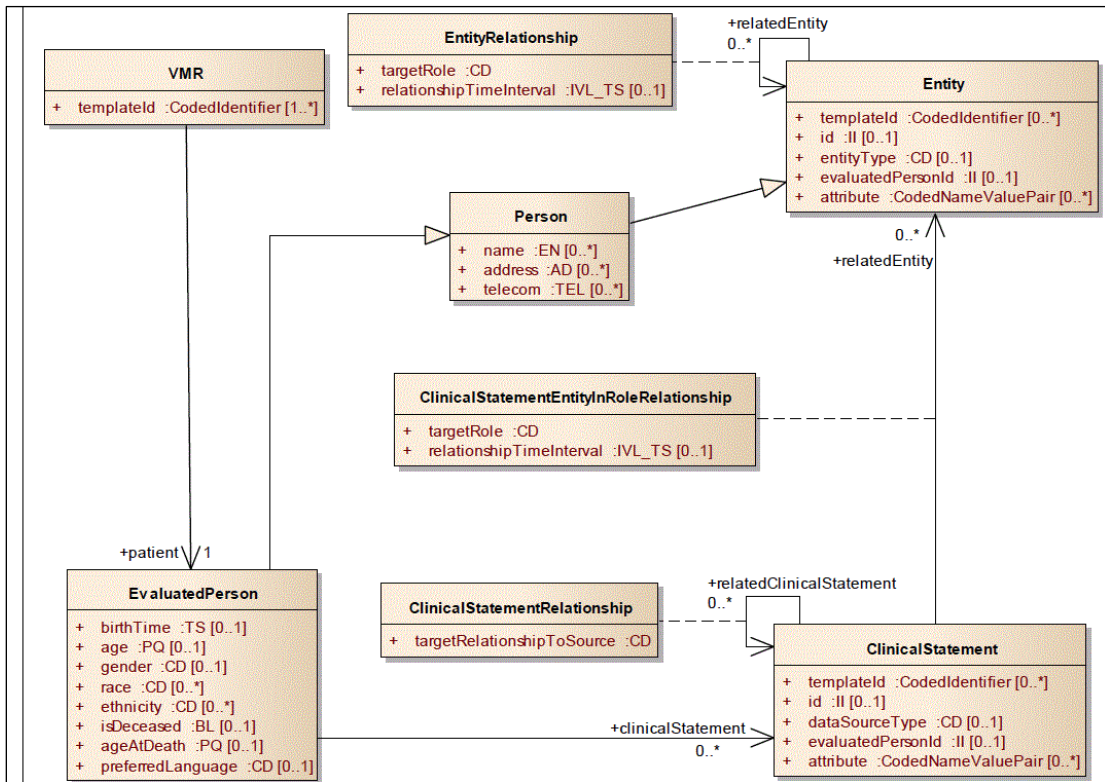 VMR
+ templateId :CodedIdentifier [1..*]
EntityRelationship
+ targetRole :CD
+ relationshipTimeInterval :IVL_TS [0..1]
+relatedEntity
0..*
Entity
+ templateId :CodedIdentifier [0..*]
+ id :II [0..1]
+ entityType :CD [0..1]
+ evaluatedPersonId :II [0..1]
+ attribute :CodedNameValuePair [0..*]
Person
+ name :EN [0..*]
+ address :AD [0..*]
+ telecom :TEL [0..*]
0..*
+relatedEntity
ClinicalStatementEntityInRoleRelationship
+ targetRole :CD
+ relationshipTimeInterval :IVL_TS [0..1]
+patient 1
EvaluatedPerson
+ birthTime :TS [0..1]
+ age :PQ [0..1]
+ gender :CD [0..1]
+ race :CD [0..*]
+ ethnicity :CD [0..*]
+ isDeceased :BL [0..1]
+ ageAtDeath :PQ [0..1]
+ preferredLanguage :CD [0..1]
ClinicalStatementRelationship
+ targetRelationshipToSource :CD
+relatedClinicalStatement
0..*
ClinicalStatement
+ templateId :CodedIdentifier [0..*]
+ id :II [0..1]
+ dataSourceType :CD [0..1]
+ evaluatedPersonId :II [0..1]
+ attribute :CodedNameValuePair [0..*]
+clinicalStatement
0..*